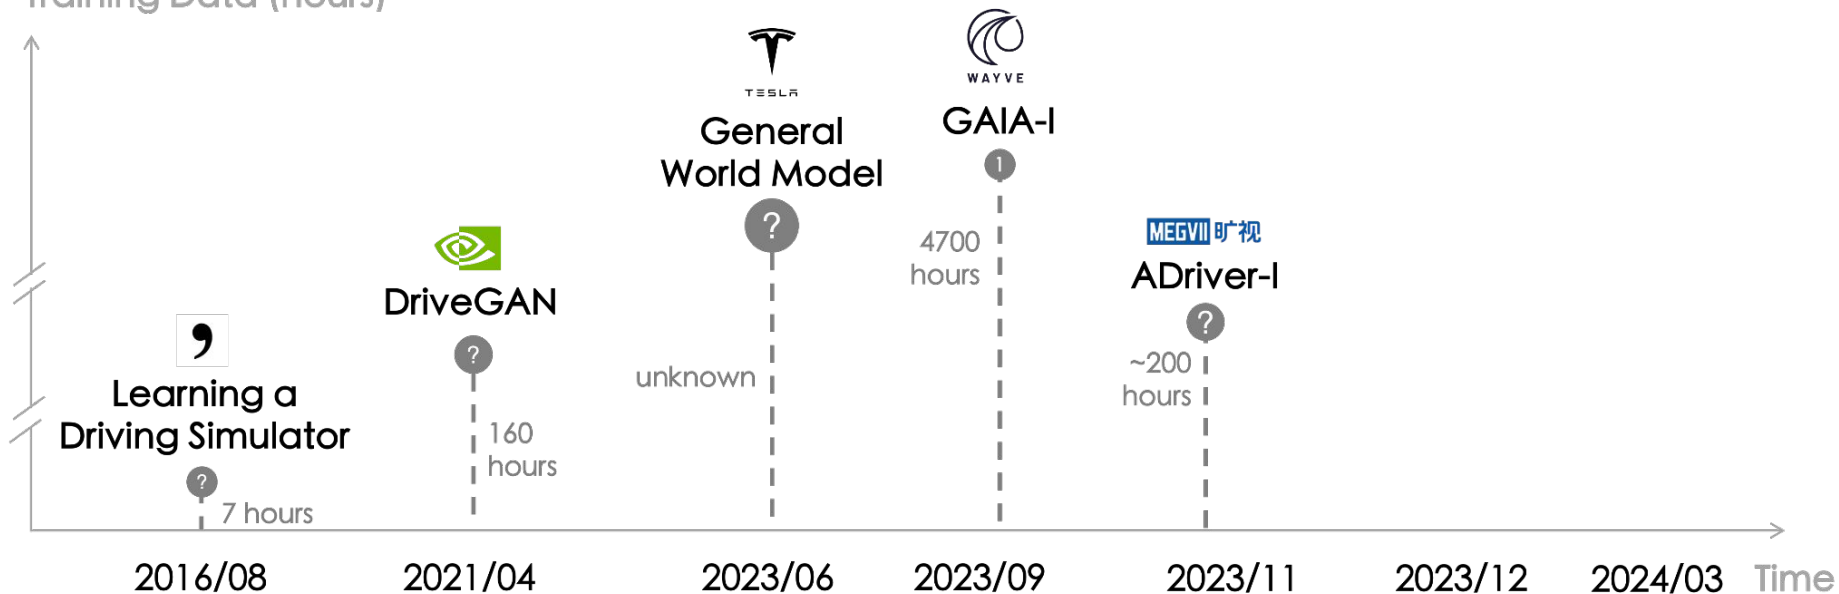 Training Data (hours)
TESLA
General
World Model
?
unknown
WAYVE
GAIA-I
1
4700
hours
DriveGAN
?
160
hours
MEGVII 旷视
ADriver-I
?
~200
hours
,
Learning a
Driving Simulator
?
7 hours
2016/08
2021/04
2023/06
2023/09
2023/11
2023/12
2024/03
Time